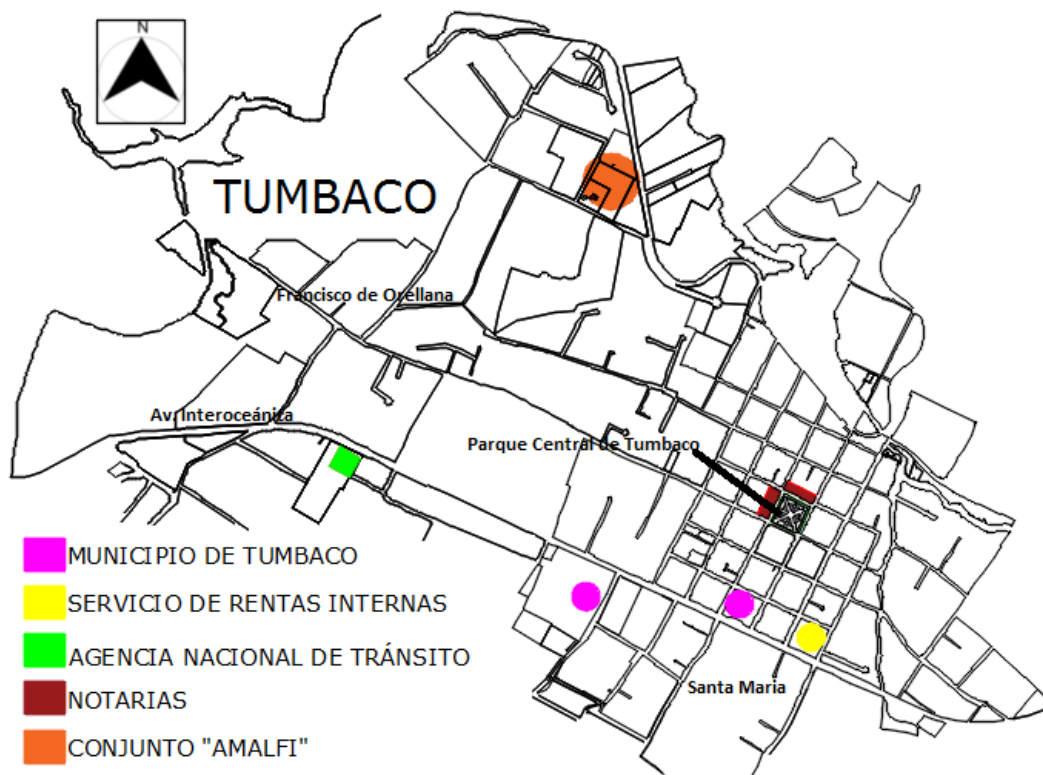 N
TUMBACO
Francisco de Orellana
Av. Interoceánica
Parque Central de Tumbaco
Santa Maria
MUNICIPIO DE TUMBACO
SERVICIO DE RENTAS INTERNAS
AGENCIA NACIONAL DE TRÁNSITO
NOTARIAS
CONJUNTO "AMALFI"